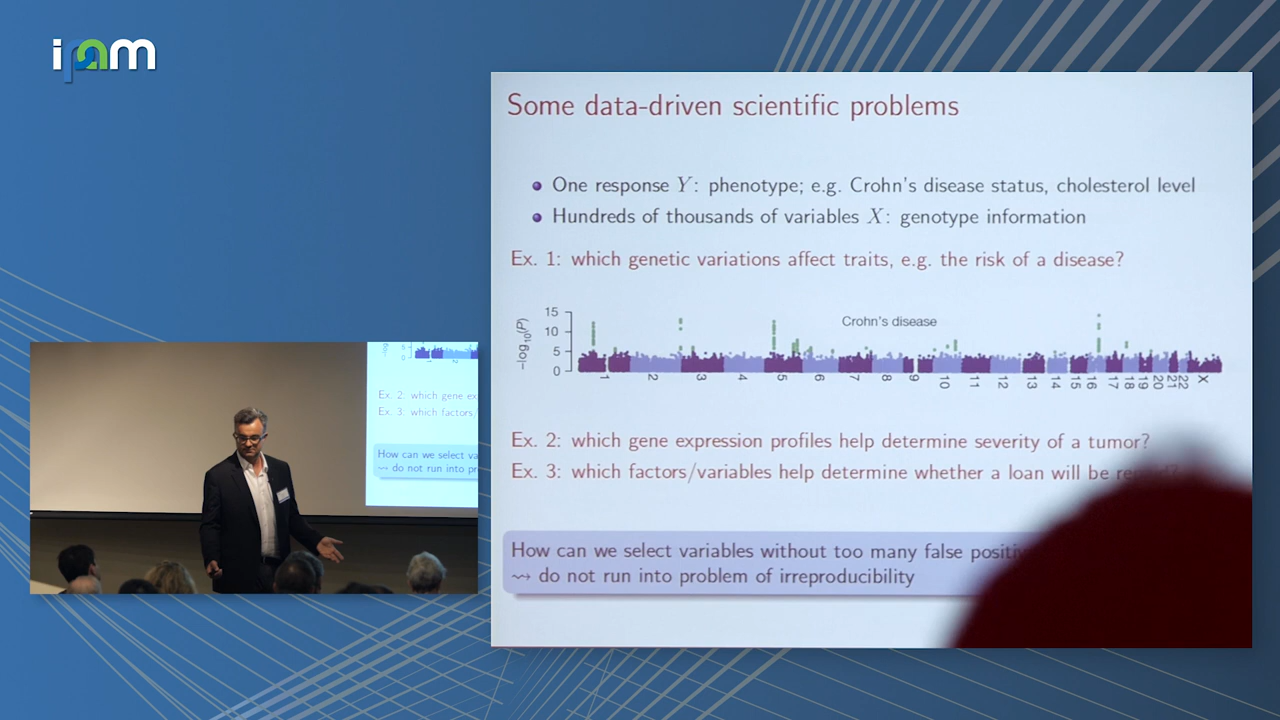 ipam
Some data-driven scientific problems
One response Y: phenotype; e.g. Crohn's disease status, cholesterol level
Hundreds of thousands of variables X: genotype information
Ex. 1: which genetic variations affect traits, e.g. the risk of a disease?
Crohn's disease
−log10(P)
15
10
5
0
1 2 3 4 5 6 7 8 9 10 11 12 13 14 15 16 17 18 19 20 21 22 X
Ex. 2: which gene expression profiles help determine severity of a tumor?
Ex. 3: which factors/variables help determine whether a loan will be
How can we select variables without too many false
⇝ do not run into problem of irreproducibility
5
0
Ex. 2: which gene
Ex. 3: which factors/
How can we select
⇝ do not run into